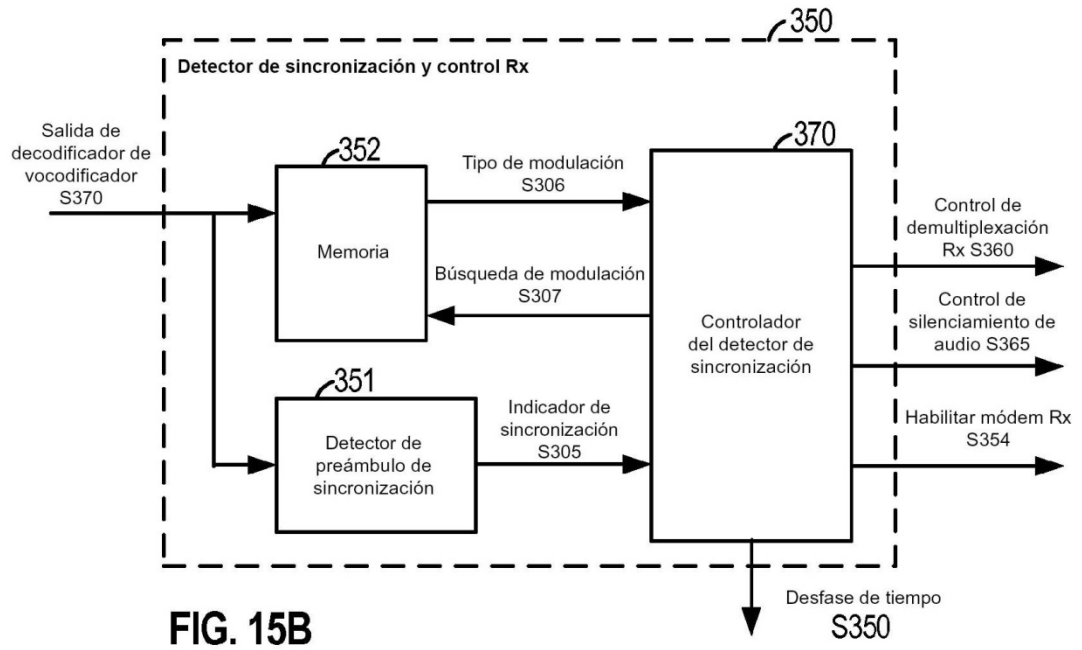 350
Detector de sincronización y control Rx
Salida de
decodificador de
vocodificador
S370
352
Memoria
Tipo de modulación
S306
Búsqueda de modulación
S307
351
Detector de
preámbulo de
sincronización
Indicador de
sincronización
S305
370
Controlador
del detector de
sincronización
Control de
demultiplexación
Rx S360
Control de
silenciamiento de
audio S365
Habilitar módem Rx
S354
Desfase de tiempo
S350
FIG. 15B